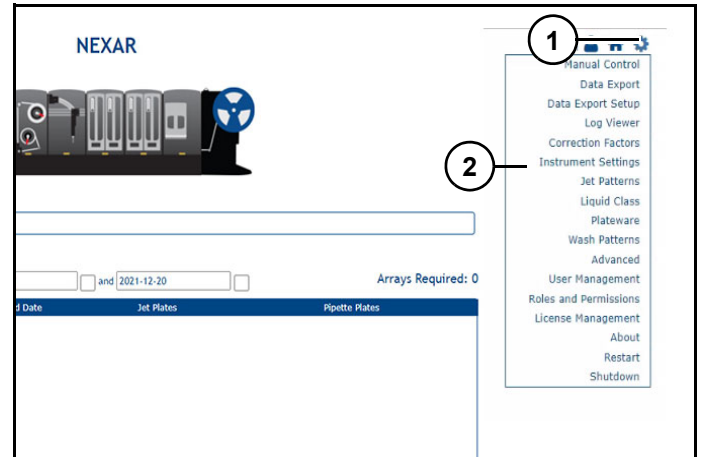 NEXAR
1
Manual Control
Data Export
Data Export Setup
Log Viewer
Correction Factors
2
Instrument Settings
Jet Patterns
Liquid Class
Plateware
Wash Patterns
Advanced
User Management
Roles and Permissions
License Management
About
Restart
Shutdown
and 2021-12-20 Arrays Required: 0
d Date Jet Plates Pipette Plates